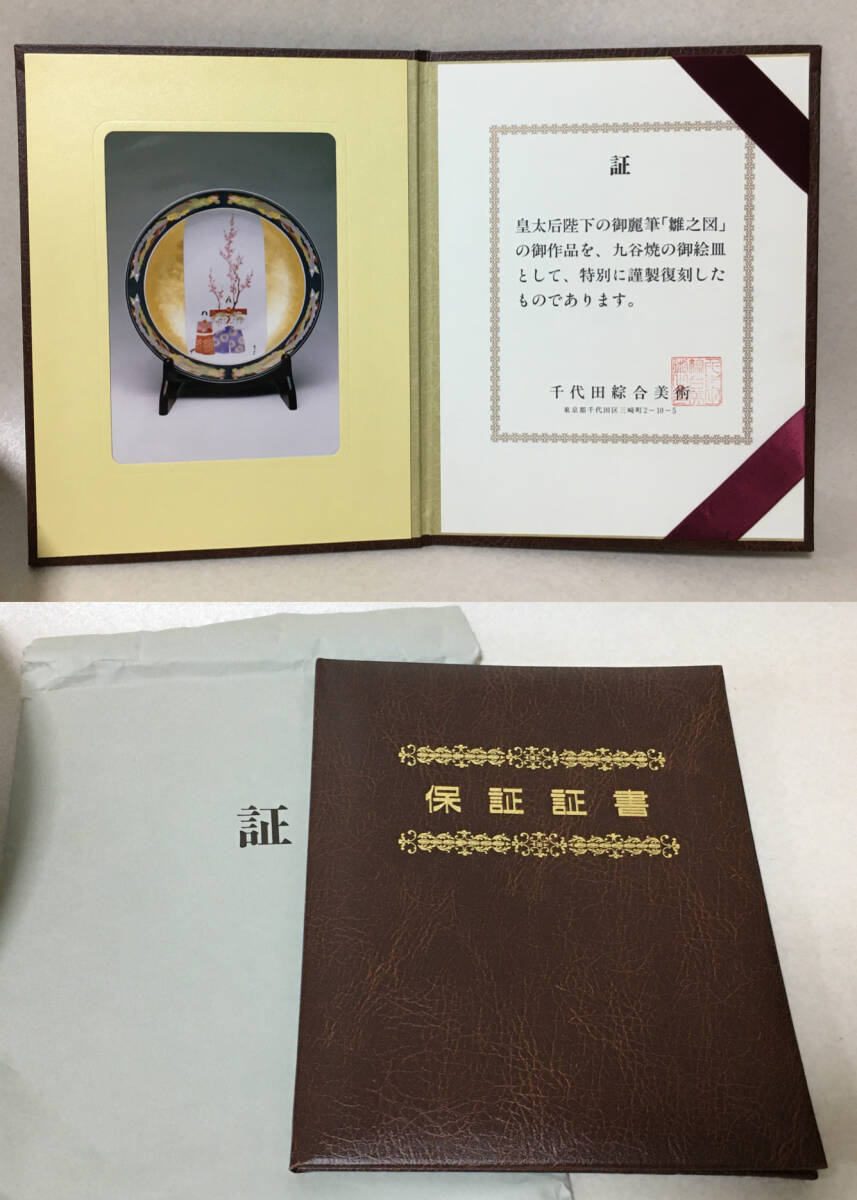 証
皇太后陛下の御麗筆「雛之図」
の御作品を、九谷焼の御絵皿
として、特別に謹製復刻した
ものであります。
千代田綜合美術
東京都千代田区三崎町2-10-5
証
保証証書